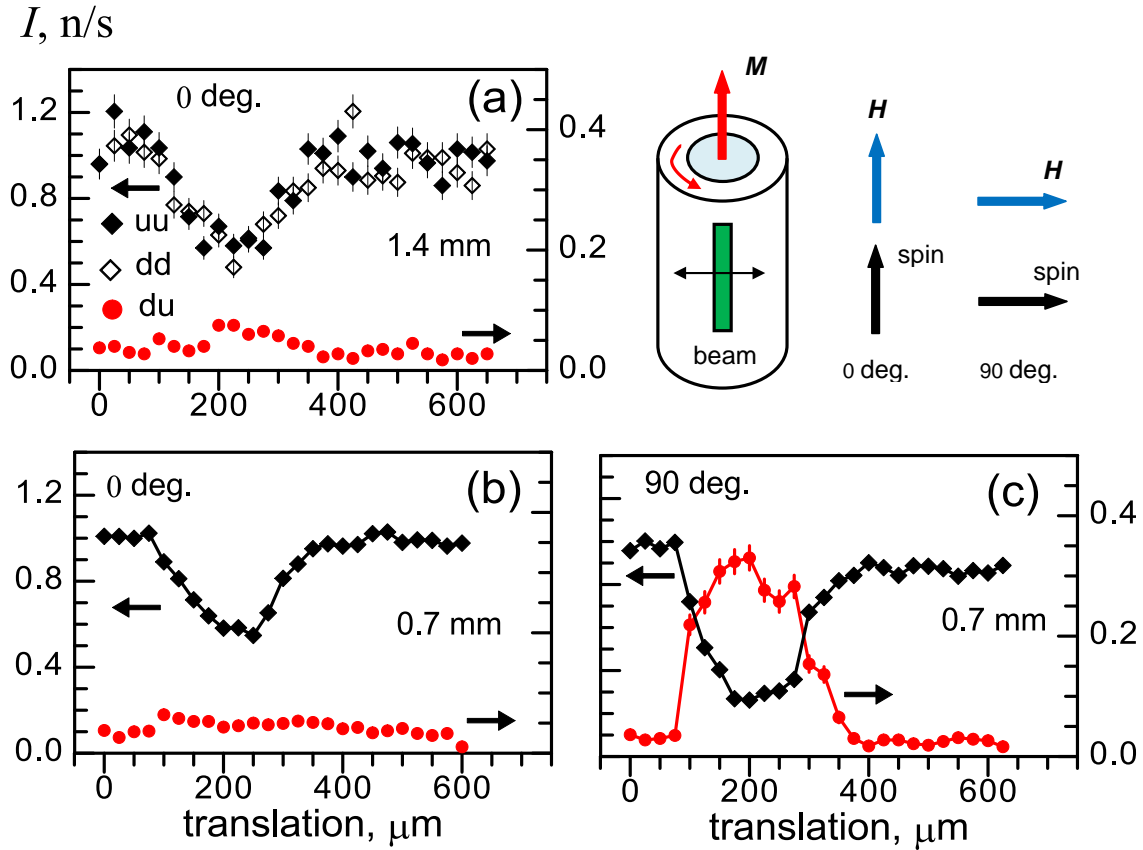 I, n/s
0 deg.
(a)
1.2
0.8
0.4
0.0
uu
dd
du
1.4 mm
0.4
0.2
0.0
0 200 400 600
M
H
H
spin
spin
beam
0 deg.
90 deg.
0 deg.
(b)
1.2
0.8
0.4
0.0
0.7 mm
0 200 400 600
translation, μm
90 deg.
(c)
0.7 mm
0.4
0.2
0.0
0 200 400 600
translation, μm